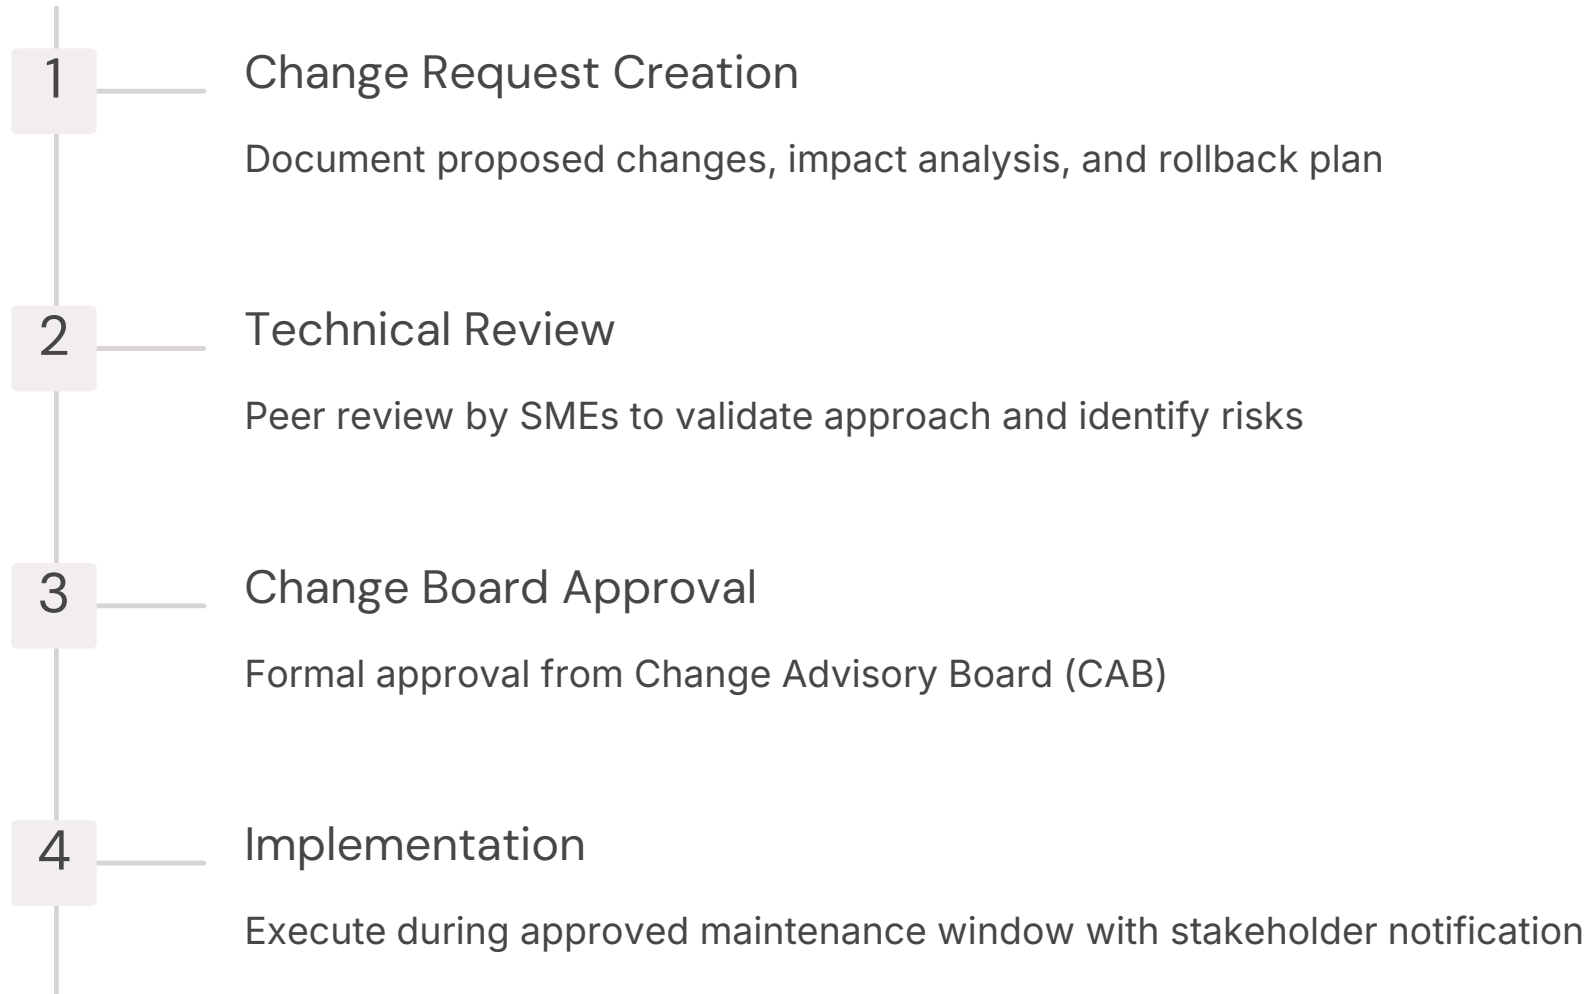 1
Change Request Creation
Document proposed changes, impact analysis, and rollback plan
2
Technical Review
Peer review by SMEs to validate approach and identify risks
3
Change Board Approval
Formal approval from Change Advisory Board (CAB)
4
Implementation
Execute during approved maintenance window with stakeholder notification